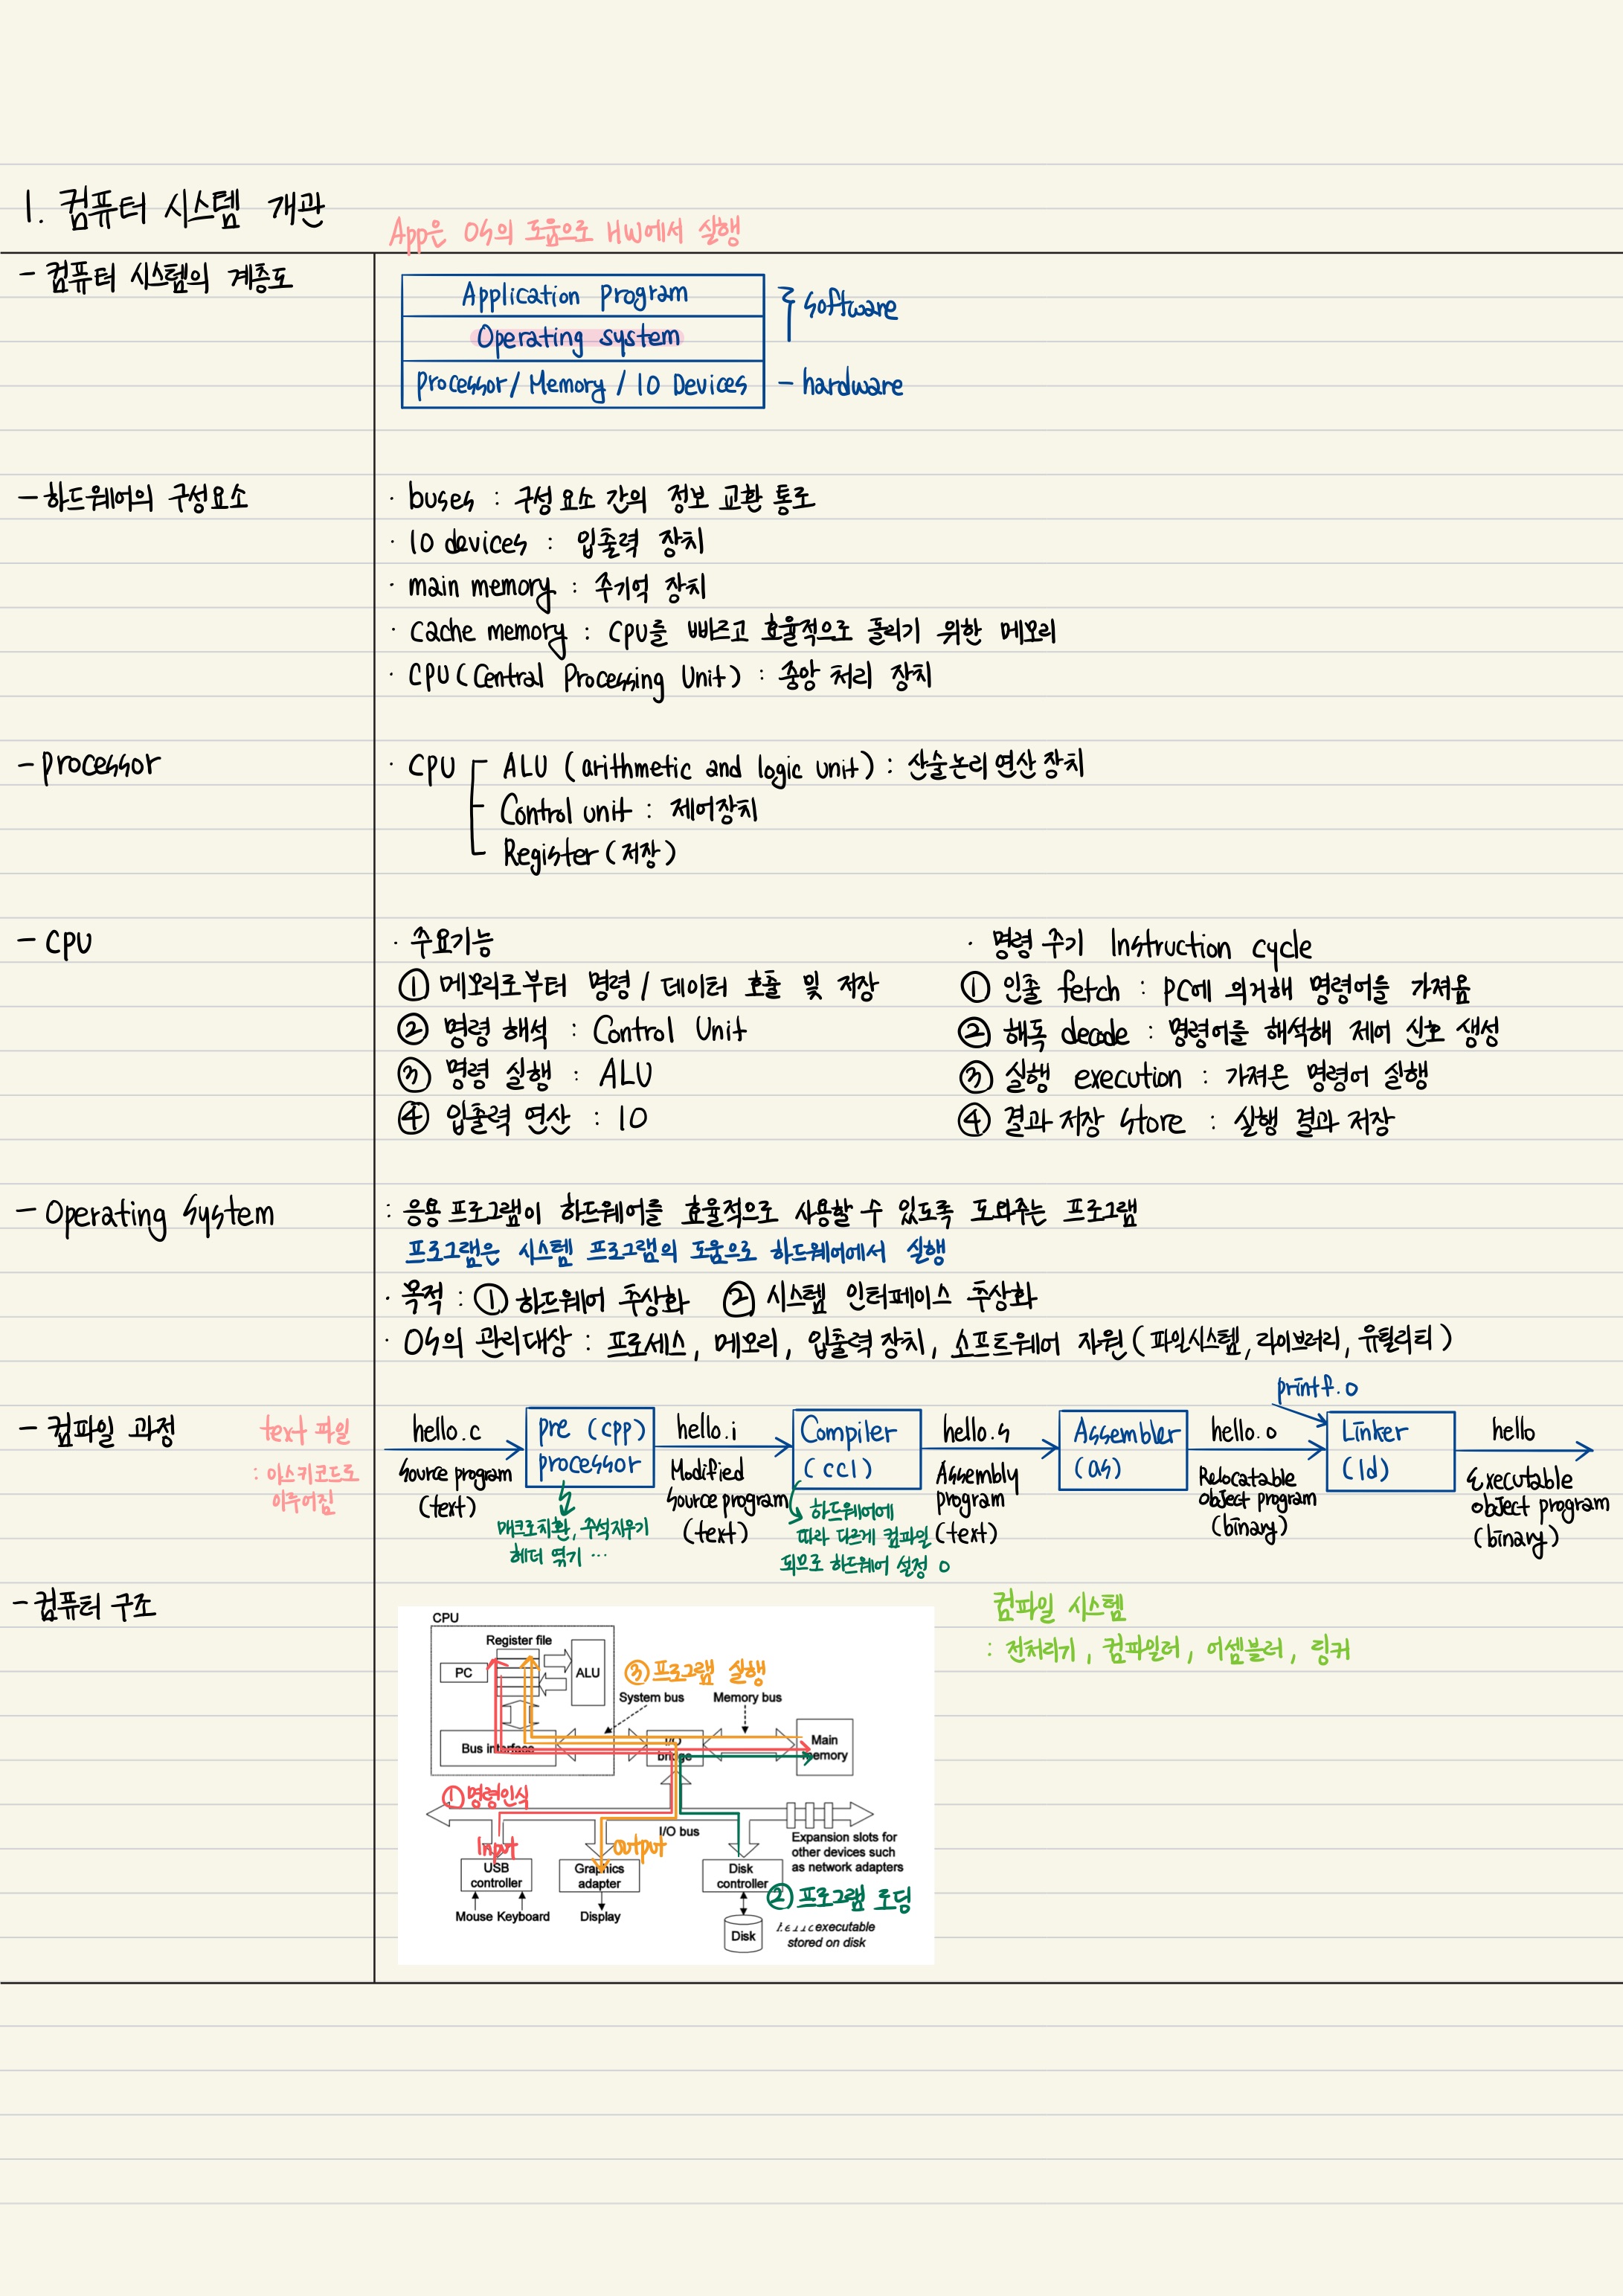 1. 컴퓨터 시스템 개관
App은 OS의 도움으로 HW에서 실행
- 컴퓨터 시스템의 계층도
Application Program
Operating system
Processor / Memory / IO Devices
software
- hardware
- 하드웨어의 구성요소
· buses : 구성 요소 간의 정보 교환 통로
· IO devices : 입출력 장치
· main memory : 주기억 장치
· cache memory : CPU를 빠르고 효율적으로 돌리기 위한 메모리
· CPU (Central Processing Unit) : 중앙 처리 장치
- Processor
· CPU
ALU (arithmetic and logic unit) : 산술논리 연산 장치
Control unit : 제어장치
Register (저장)
- CPU
· 주요기능
① 메모리로부터 명령 / 데이터 호출 및 저장
② 명령 해석 : Control Unit
③ 명령 실행 : ALU
④ 입출력 연산 : IO
· 명령 주기 Instruction cycle
① 인출 fetch : PC에 의거해 명령어를 가져옴
② 해독 decode : 명령어를 해석해 제어 신호 생성
③ 실행 execution : 가져온 명령어 실행
④ 결과 저장 store : 실행 결과 저장
- Operating System
: 응용 프로그램이 하드웨어를 효율적으로 사용할 수 있도록 도와주는 프로그램
프로그램은 시스템 프로그램의 도움으로 하드웨어에서 실행
· 목적 : ① 하드웨어 추상화 ② 시스템 인터페이스 추상화
· OS의 관리대상 : 프로세스, 메모리, 입출력 장치, 소프트웨어 자원 (파일시스템, 라이브러리, 유틸리티)
- 컴파일 과정
text 파일
: 아스키코드로
이루어짐
hello.c
source program
(text)
pre (cpp)
processor
매크로치환, 주석지우기
헤더 엮기 ...
hello.i
Modified
source program
(text)
Compiler
(cc1)
하드웨어에
따라 다르게 컴파일
되므로 하드웨어 설정 O
hello.s
Assembly
program
(text)
Assembler
(as)
hello.o
Relocatable
object program
(binary)
printf.o
Linker
(ld)
hello
Executable
object program
(binary)
- 컴퓨터 구조
컴파일 시스템
: 전처리기, 컴파일러, 어셈블러, 링커
CPU
Register file
PC
ALU
③ 프로그램 실행
System bus
Memory bus
Bus interface
I/O
bridge
Main
memory
① 명령인식
Input
output
I/O bus
Expansion slots for
other devices such
as network adapters
USB
controller
Graphics
adapter
Disk
controller
② 프로그램 로딩
Mouse Keyboard
Display
Disk
executable
stored on disk